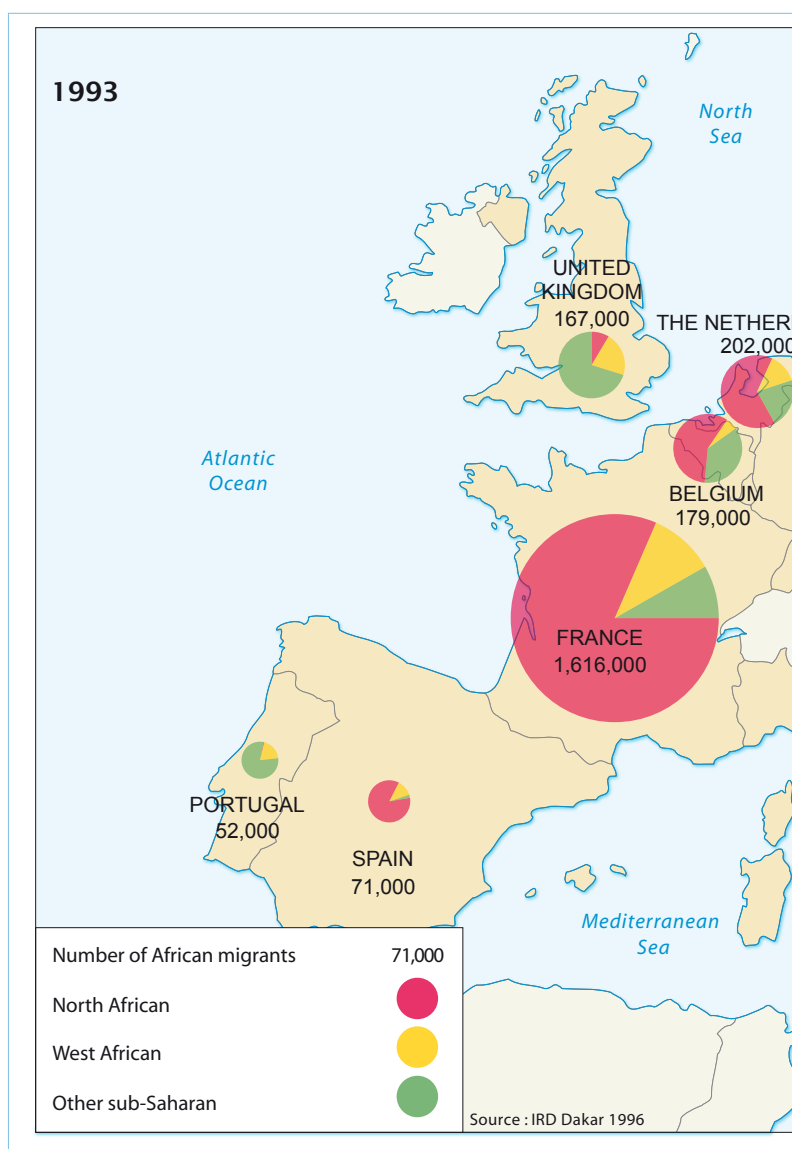 1993
North
Sea
UNITED
KINGDOM
167,000
THE NETHER
202,000
Atlantic
Ocean
BELGIUM
179,000
FRANCE
1,616,000
PORTUGAL
52,000
SPAIN
71,000
Mediterranean
Sea
Number of African migrants 71,000
North African
West African
Other sub-Saharan
Source : IRD Dakar 1996